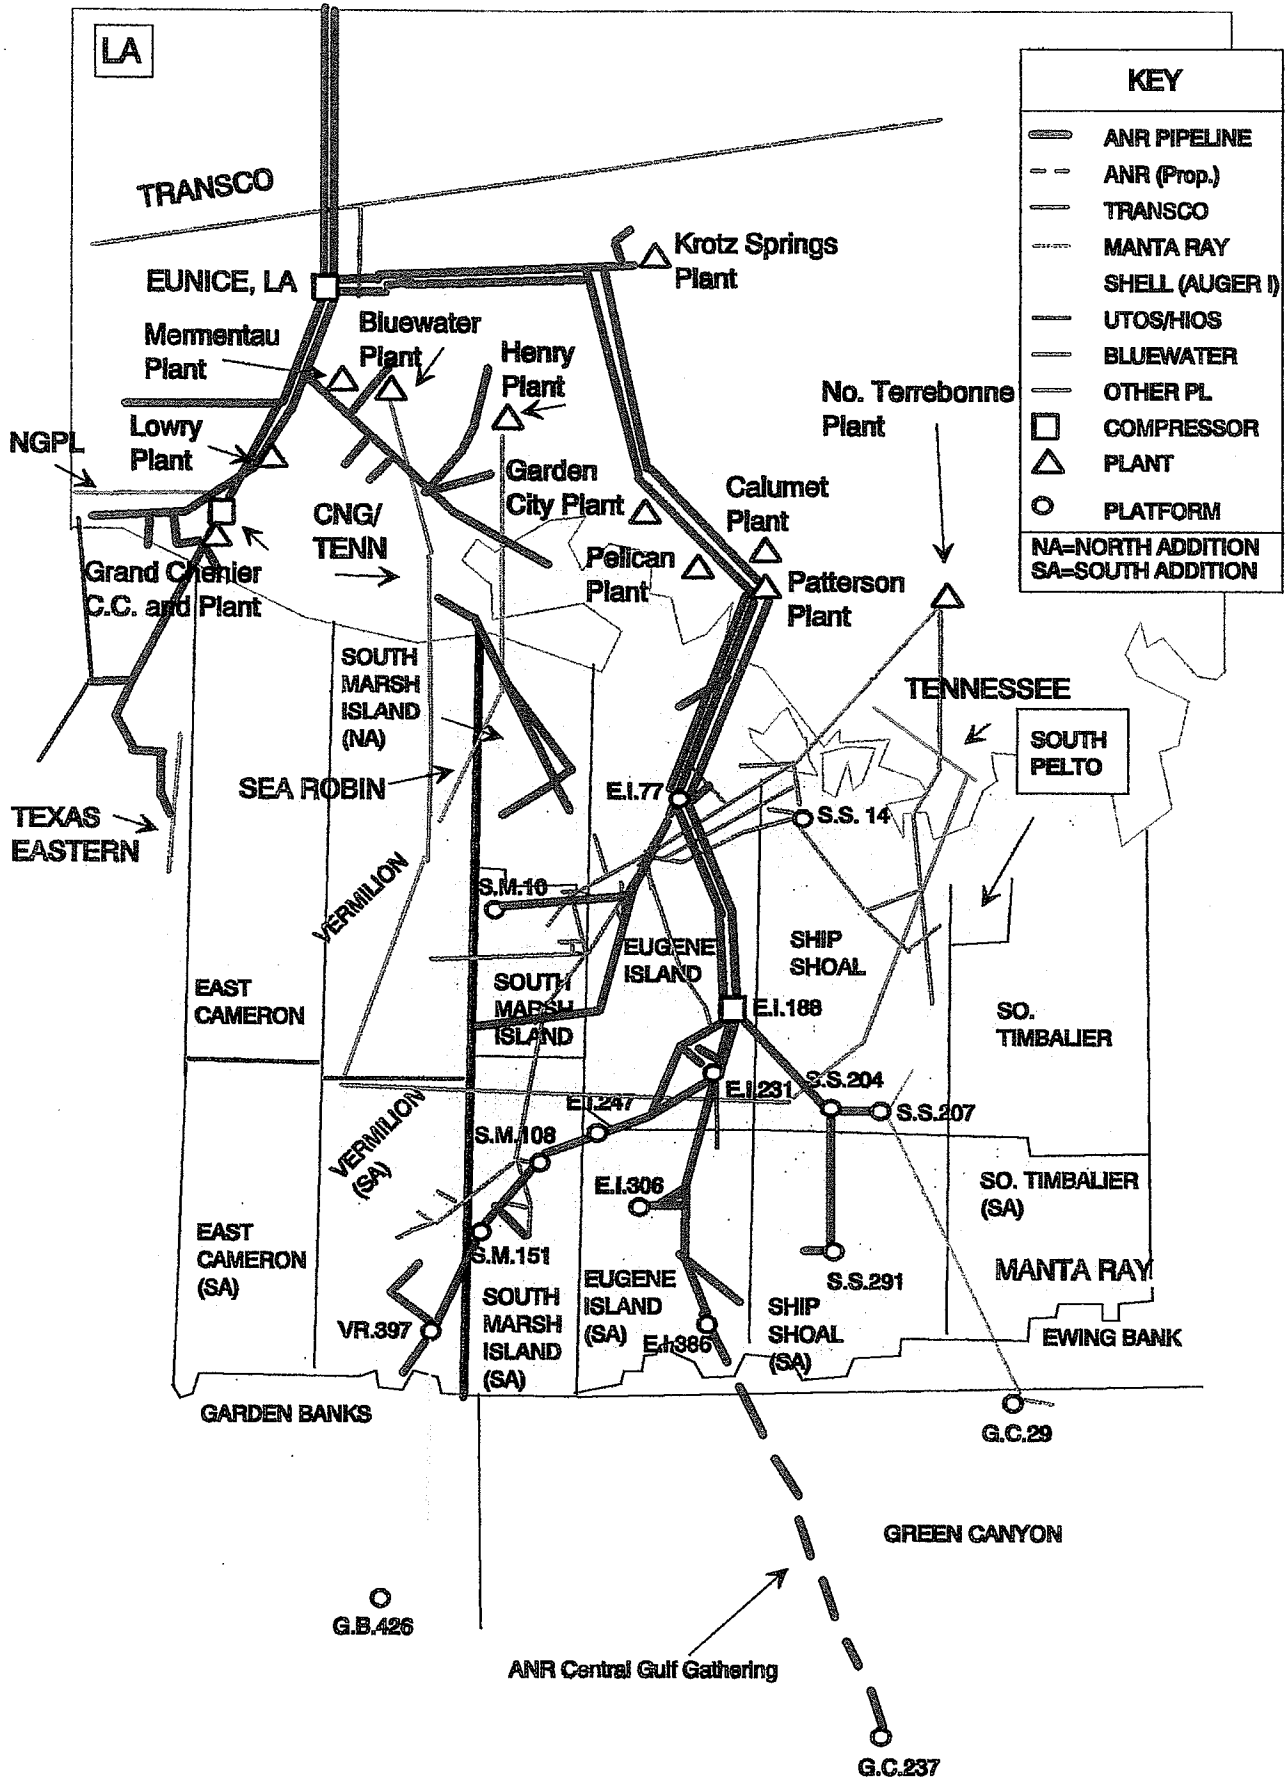 LA
KEY
ANR PIPELINE
ANR (Prop.)
TRANSCO
MANTA RAY
SHELL (AUGER I)
UTOS/HIOS
BLUEWATER
OTHER PL
COMPRESSOR
PLANT
PLATFORM
NA=NORTH ADDITION
SA=SOUTH ADDITION
TRANSCO
Krotz Springs
Plant
EUNICE, LA
Mermentau
Plant
Bluewater
Plant
Henry
Plant
No. Terrebonne
Plant
NGPL
Lowry
Plant
Garden
City Plant
Calumet
Plant
CNG/
TENN
Pelican
Plant
Patterson
Plant
Grand Chenier
C.C. and Plant
SOUTH
MARSH
ISLAND
(NA)
TENNESSEE
SOUTH
PELTO
SEA ROBIN
E.I.77
S.S. 14
TEXAS
EASTERN
VERMILION
S.M.10
EUGENE
ISLAND
SHIP
SHOAL
EAST
CAMERON
SOUTH
MARSH
ISLAND
E.I.188
SO.
TIMBALIER
E.I.231
S.S.204
S.S.207
E.I.247
S.M.108
VERMILION
(SA)
E.I.306
SO. TIMBALIER
(SA)
EAST
CAMERON
(SA)
S.M.151
S.S.291
MANTA RAY
SOUTH
MARSH
ISLAND
(SA)
EUGENE
ISLAND
(SA)
SHIP
SHOAL
(SA)
VR.397
E.I.386
EWING BANK
GARDEN BANKS
G.C.29
GREEN CANYON
G.B.426
ANR Central Gulf Gathering
G.C.237